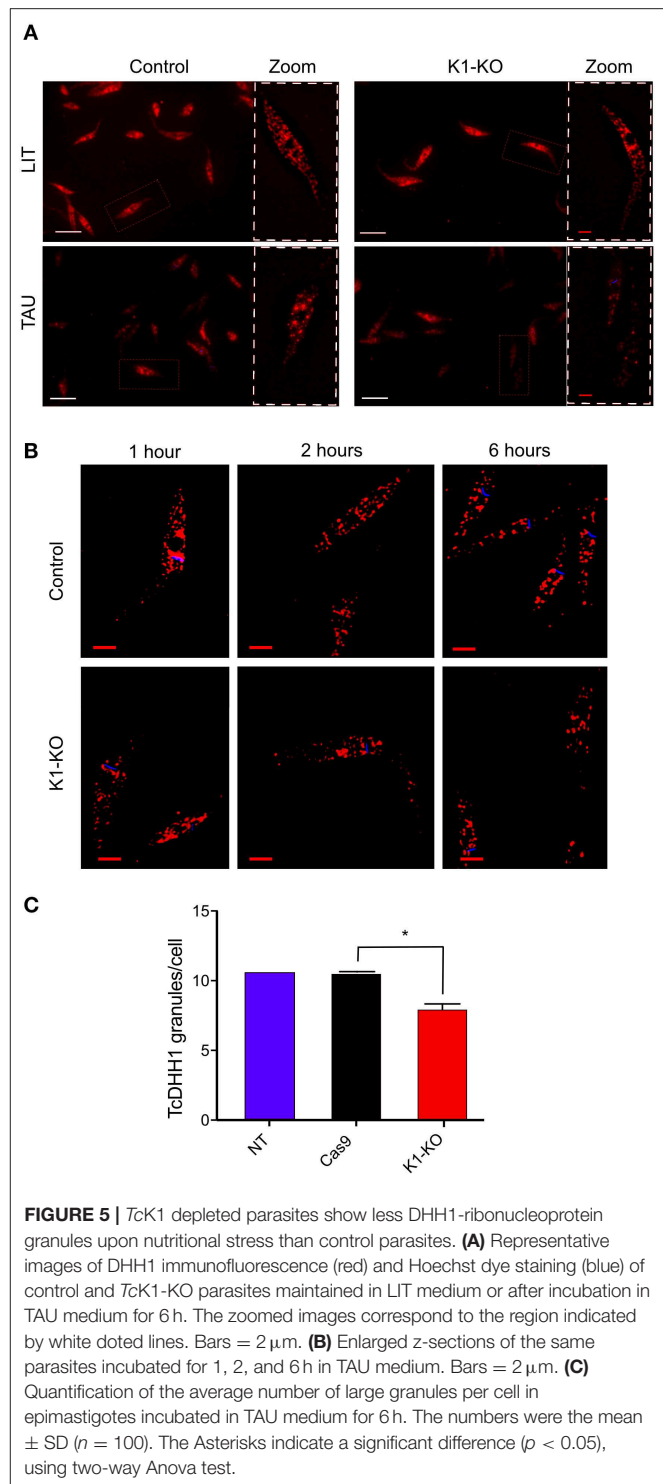 A
Control Zoom K1-KO Zoom
LIT
TAU
B
1 hour 2 hours 6 hours
Control
K1-KO
C
TcDHH1 granules/cell
15
10
5
0
*
NT Cas9 K1-KO
FIGURE 5 | TcK1 depleted parasites show less DHH1-ribonucleoprotein
granules upon nutritional stress than control parasites. (A) Representative
images of DHH1 immunofluorescence (red) and Hoechst dye staining (blue) of
control and TcK1-KO parasites maintained in LIT medium or after incubation in
TAU medium for 6 h. The zoomed images correspond to the region indicated
by white doted lines. Bars = 2 μm. (B) Enlarged z-sections of the same
parasites incubated for 1, 2, and 6 h in TAU medium. Bars = 2 μm. (C)
Quantification of the average number of large granules per cell in
epimastigotes incubated in TAU medium for 6 h. The numbers were the mean
± SD (n = 100). The Asterisks indicate a significant difference (p < 0.05),
using two-way Anova test.